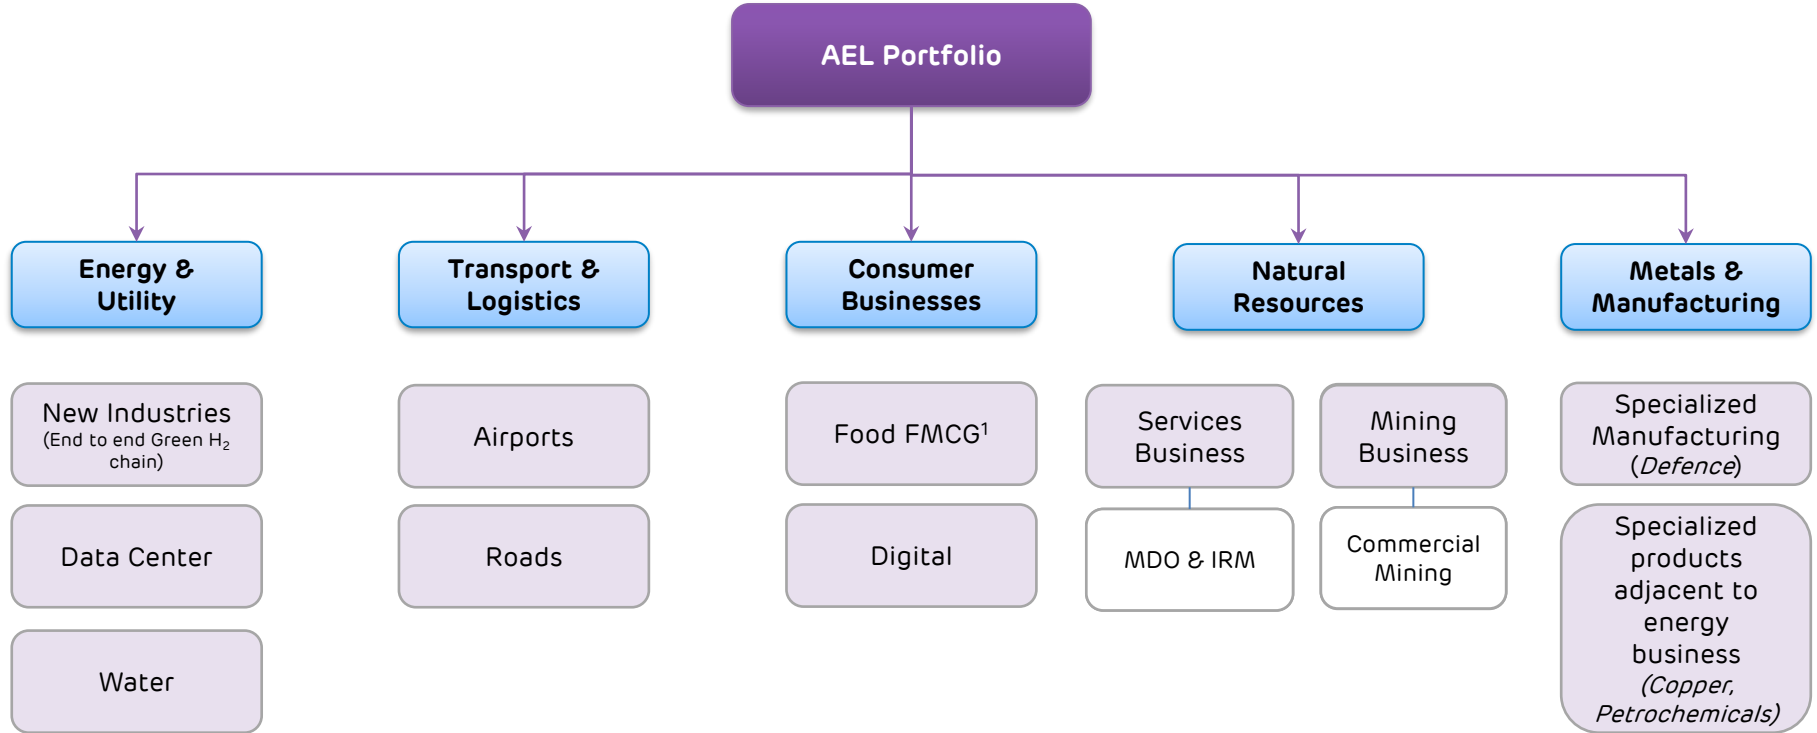 AEL Portfolio
Energy &
Utility
Transport &
Logistics
Consumer
Businesses
Natural
Resources
Metals &
Manufacturing
New Industries
(End to end Green H₂
chain)
Data Center
Water
Airports
Roads
Food FMCG¹
Digital
Services
Business
MDO & IRM
Mining
Business
Commercial
Mining
Specialized
Manufacturing
(Defence)
Specialized
products
adjacent to
energy
business
(Copper,
Petrochemicals)